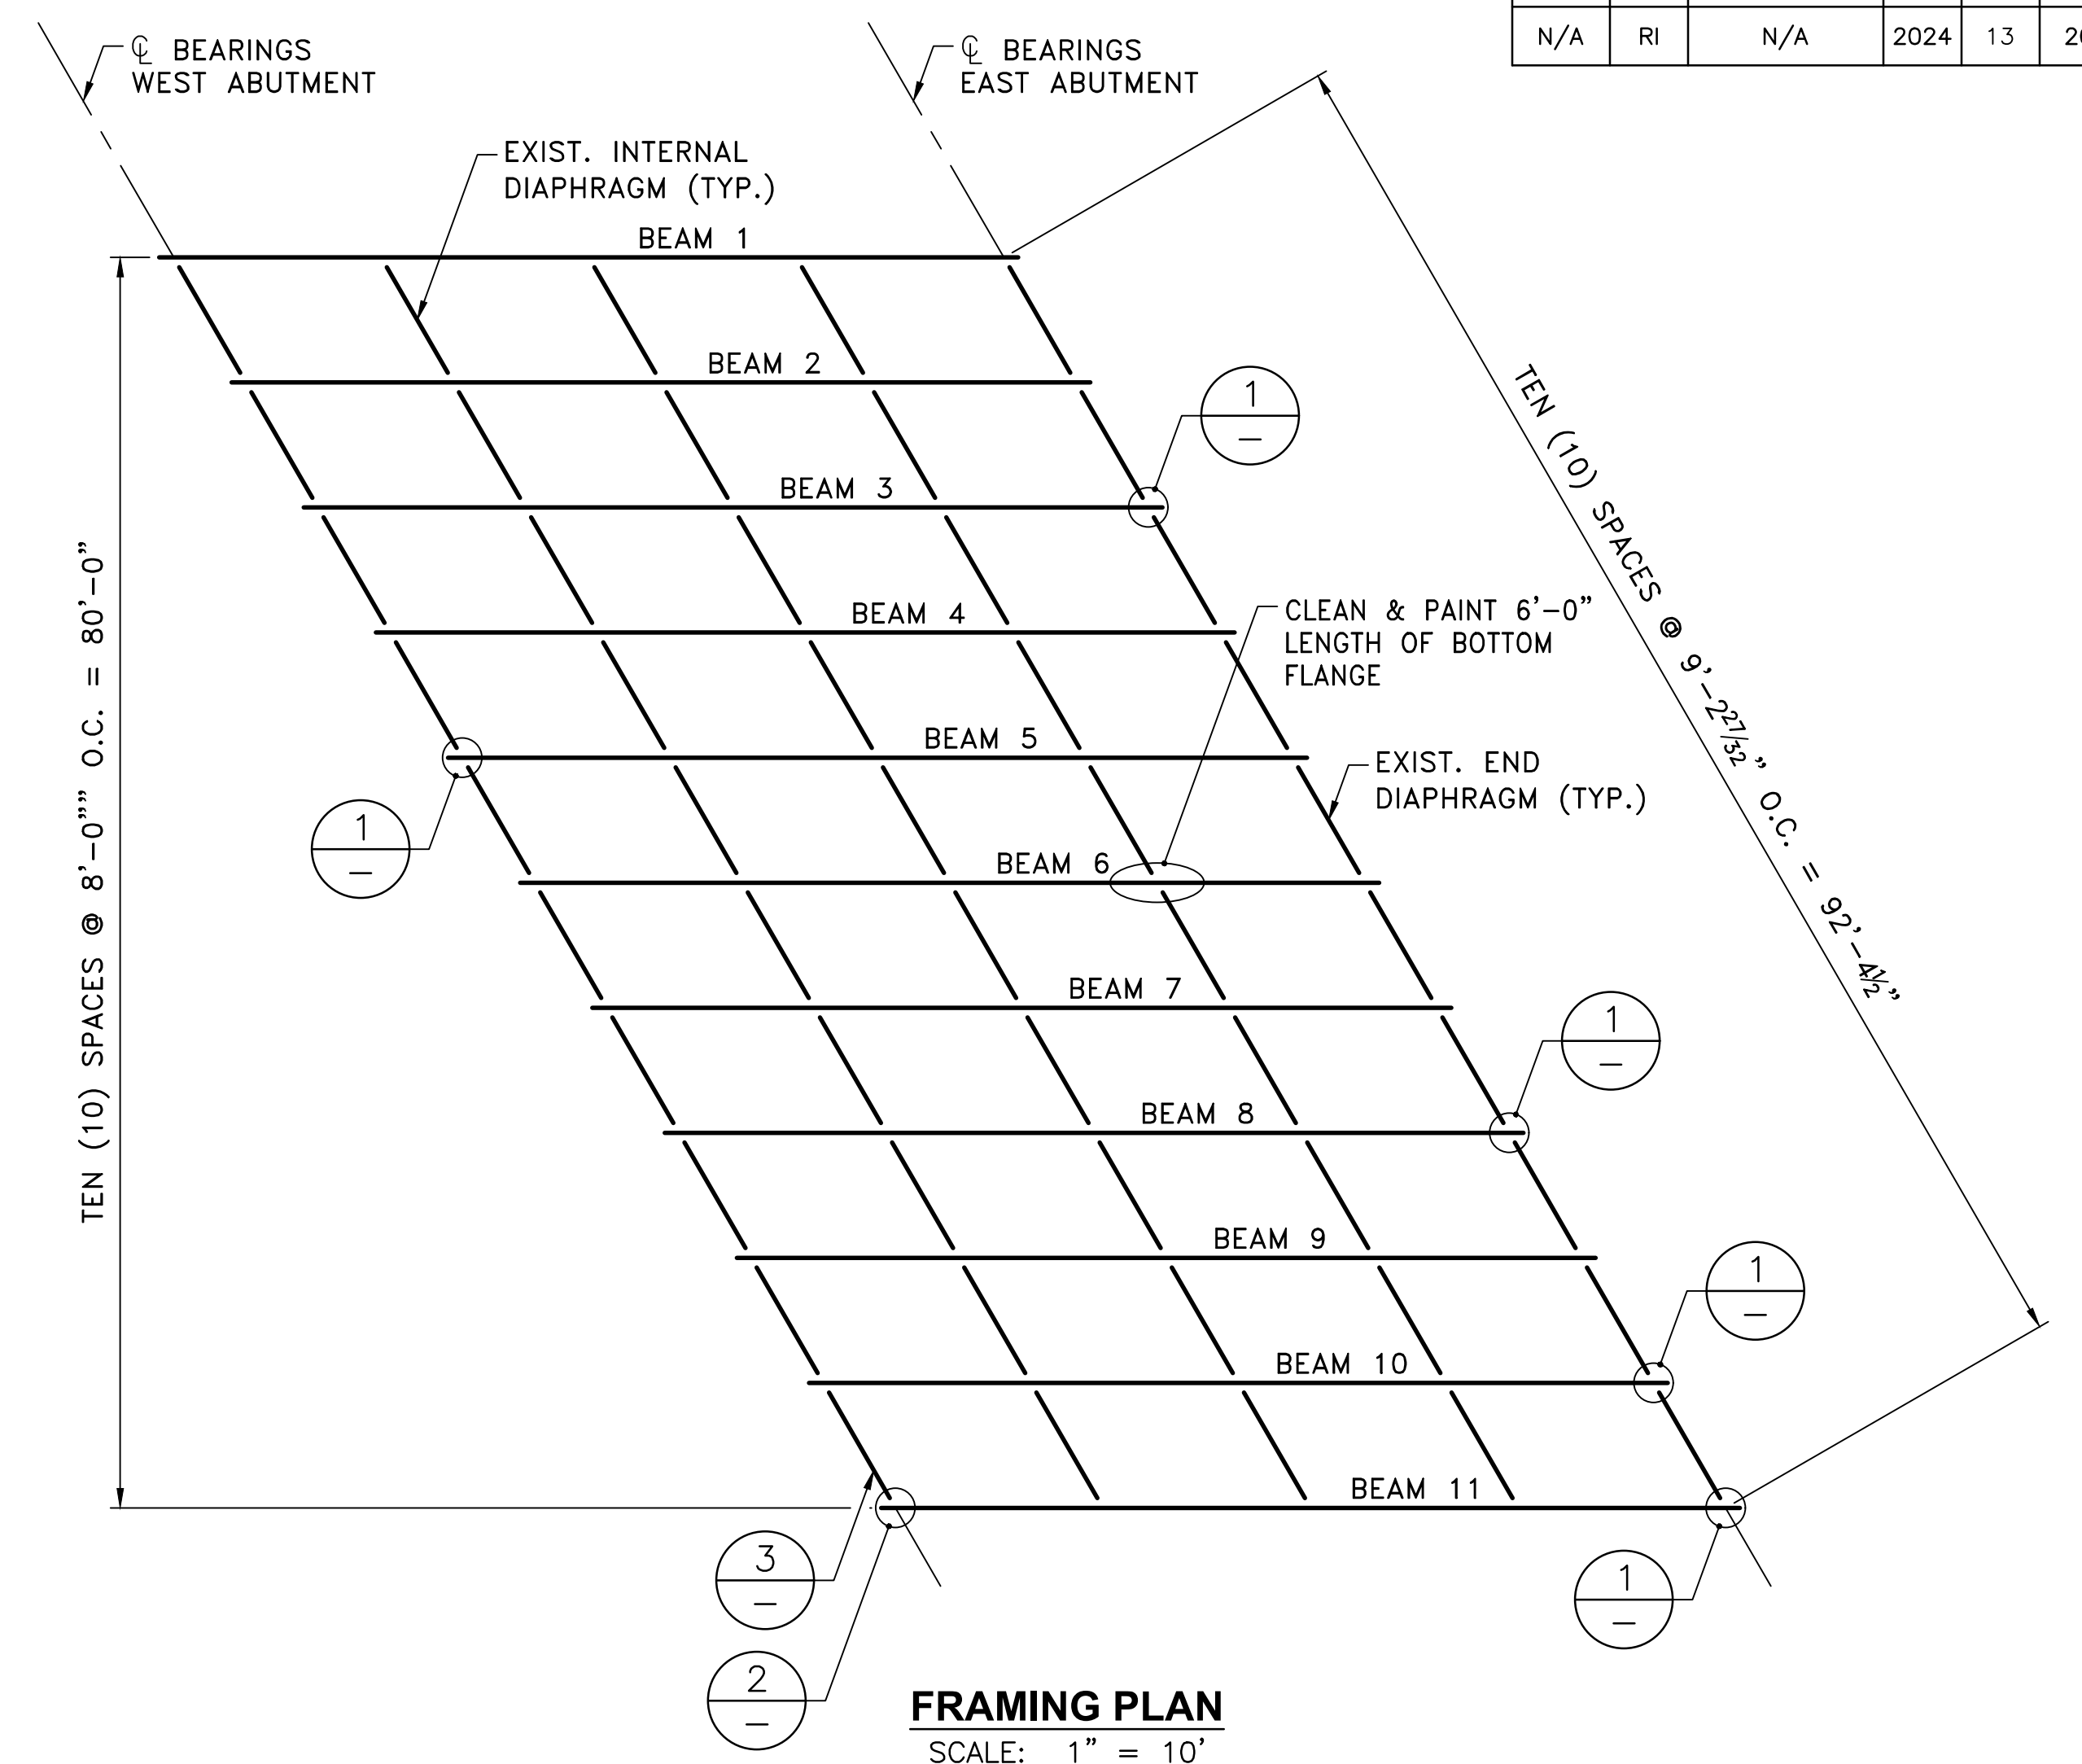 N/A RI N/A 2024 13
℄ BEARINGS
WEST ABUTMENT
℄ BEARINGS
EAST ABUTMENT
EXIST. INTERNAL
DIAPHRAGM (TYP.)
BEAM 1
BEAM 2
1
–
BEAM 3
TEN (10) SPACES @ 9'-2 27/32" O.C. = 92'-4 1/2"
TEN (10) SPACES @ 8'-0"" O.C. = 80'-0"
BEAM 4
CLEAN & PAINT 6'-0"
LENGTH OF BOTTOM
FLANGE
BEAM 5
EXIST. END
DIAPHRAGM (TYP.)
1
–
BEAM 6
BEAM 7
1
–
BEAM 8
BEAM 9
1
–
BEAM 10
BEAM 11
3
–
1
–
2
–
FRAMING PLAN
SCALE: 1" = 10'